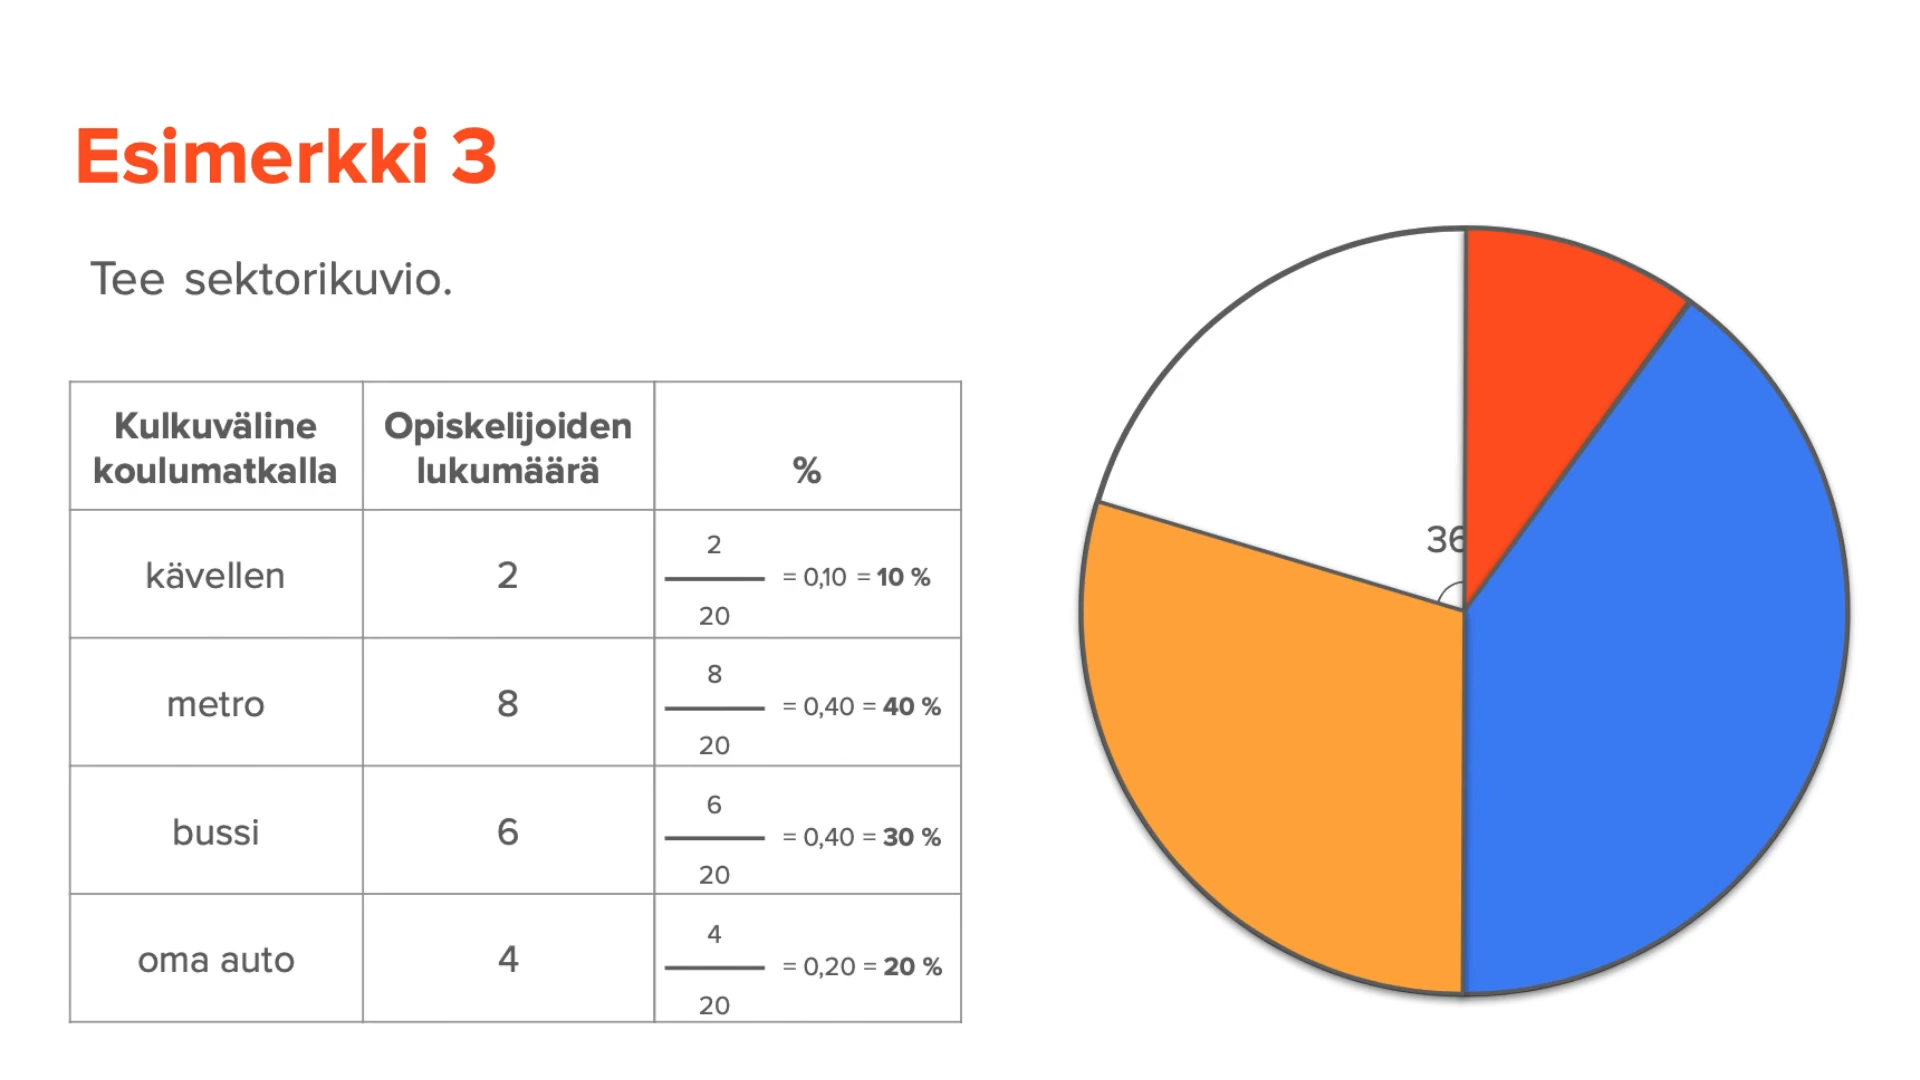 Esimerkki 3
Tee sektorikuvio.
Kulkuväline koulumatkalla
Opiskelijoiden lukumäärä
%
kävellen
2
2
20
= 0,10 = 10 %
metro
8
8
20
= 0,40 = 40 %
bussi
6
6
20
= 0,40 = 30 %
oma auto
4
4
20
= 0,20 = 20 %
36